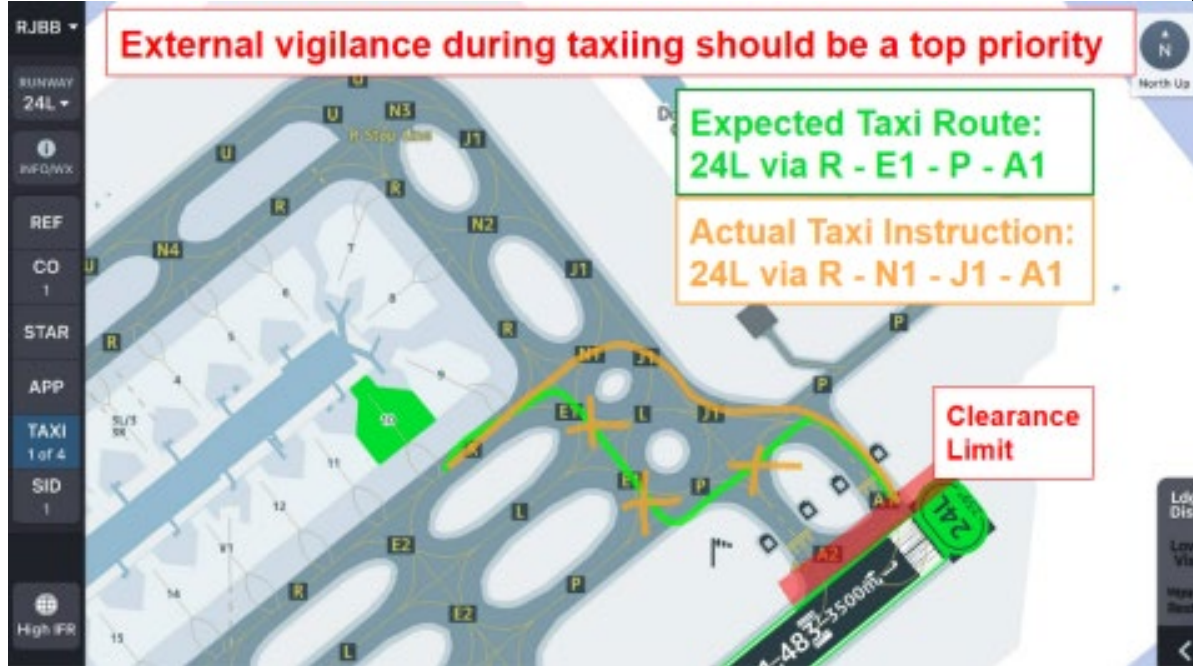 RJBB
External vigilance during taxiing should be a top priority
N
North Up
RUNWAY
24L
INFO/WX
REF
CO
1
STAR
APP
TAXI
1 of 4
SID
1
High IFR
Expected Taxi Route:
24L via R - E1 - P - A1
Actual Taxi Instruction:
24L via R - N1 - J1 - A1
Clearance
Limit
U
N3
J1
R Stop
U
R
R
N2
N4
U
J1
7
8
6
R
5
R
P
N1
J1
9
4
P
10
E1
L
J1
11
P
A1
24L
12
L
E2
A2
P
14
R
E2
3500m
15
L